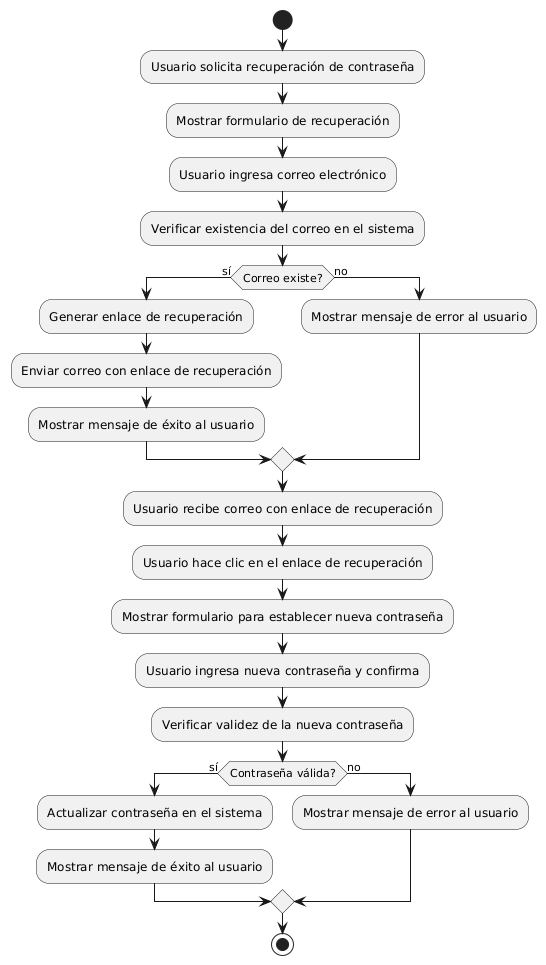 Usuario solicita recuperación de contraseña
Mostrar formulario de recuperación
Usuario ingresa correo electrónico
Verificar existencia del correo en el sistema
sí
Correo existe?
no
Generar enlace de recuperación
Mostrar mensaje de error al usuario
Enviar correo con enlace de recuperación
Mostrar mensaje de éxito al usuario
Usuario recibe correo con enlace de recuperación
Usuario hace clic en el enlace de recuperación
Mostrar formulario para establecer nueva contraseña
Usuario ingresa nueva contraseña y confirma
Verificar validez de la nueva contraseña
sí
Contraseña válida?
no
Actualizar contraseña en el sistema
Mostrar mensaje de error al usuario
Mostrar mensaje de éxito al usuario